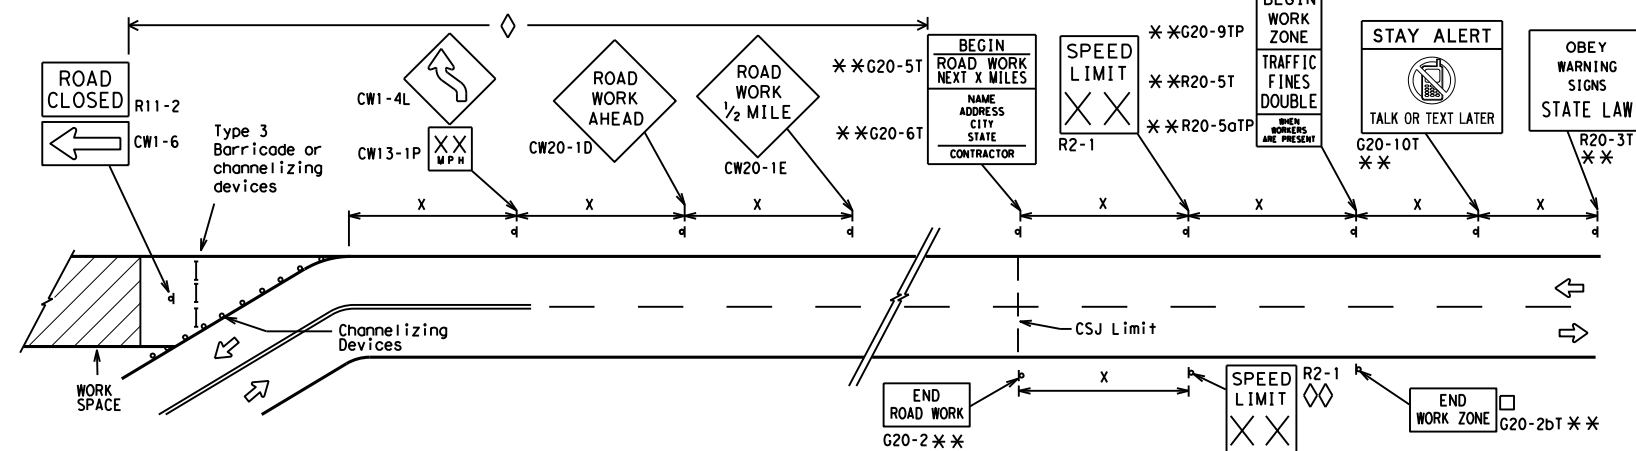 ROAD
CLOSED
R11-2
CW1-6
Type 3
Barricade or
channelizing
devices
CW1-4L
CW13-1P
XX
MPH
ROAD
WORK
AHEAD
CW20-1D
ROAD
WORK
1/2 MILE
CW20-1E
**G20-5T
**G20-6T
BEGIN
ROAD WORK
NEXT X MILES
NAME
ADDRESS
CITY
STATE
CONTRACTOR
SPEED
LIMIT
XX
R2-1
**G20-9TP
**R20-5T
**R20-5aTP
BEGIN
WORK
ZONE
TRAFFIC
FINES
DOUBLE
WHEN
WORKERS
ARE PRESENT
STAY ALERT
TALK OR TEXT LATER
G20-10T
**
OBEY
WARNING
SIGNS
STATE LAW
R20-3T
**
X
X
X
X
X
X
X
Channelizing
Devices
WORK
SPACE
CSJ Limit
X
END
ROAD WORK
G20-2**
SPEED
LIMIT
XX
R2-1
END
WORK ZONE
G20-2bT**